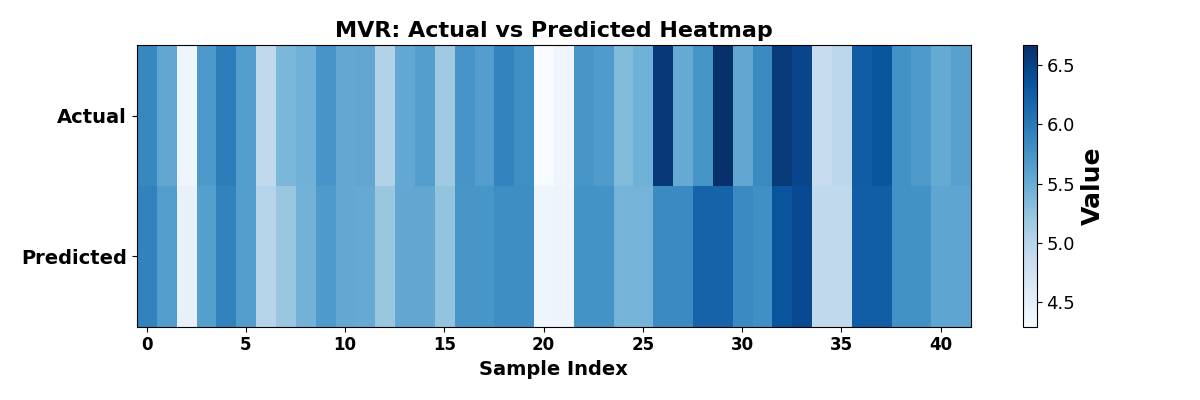 MVR: Actual vs Predicted Heatmap
Actual
Predicted
0 5 10 15 20 25 30 35 40
Sample Index
6.5
6.0
5.5
5.0
4.5
Value